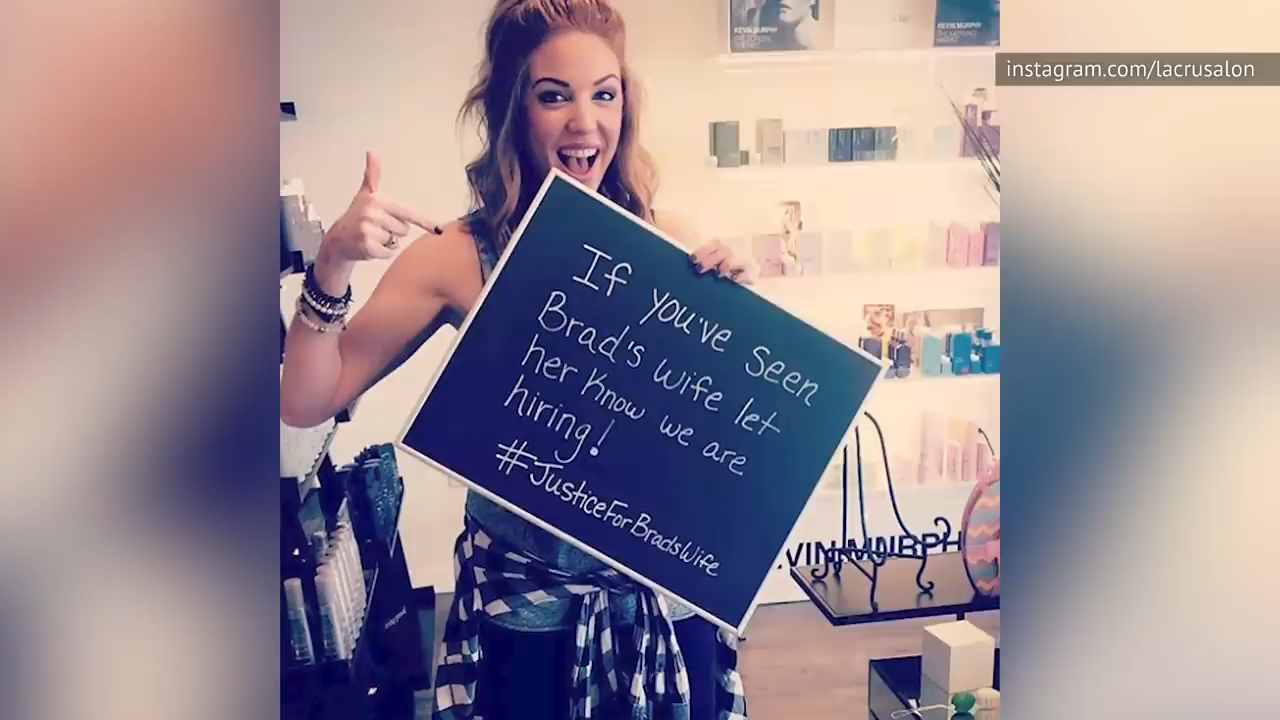 KEVIN.MURPHY
KEVIN.MURPHY
instagram.com/lacrusalon
If you've seen
Brad's wife let
her know we are
hiring!
#JusticeForBradsWife
VIN.MURPH